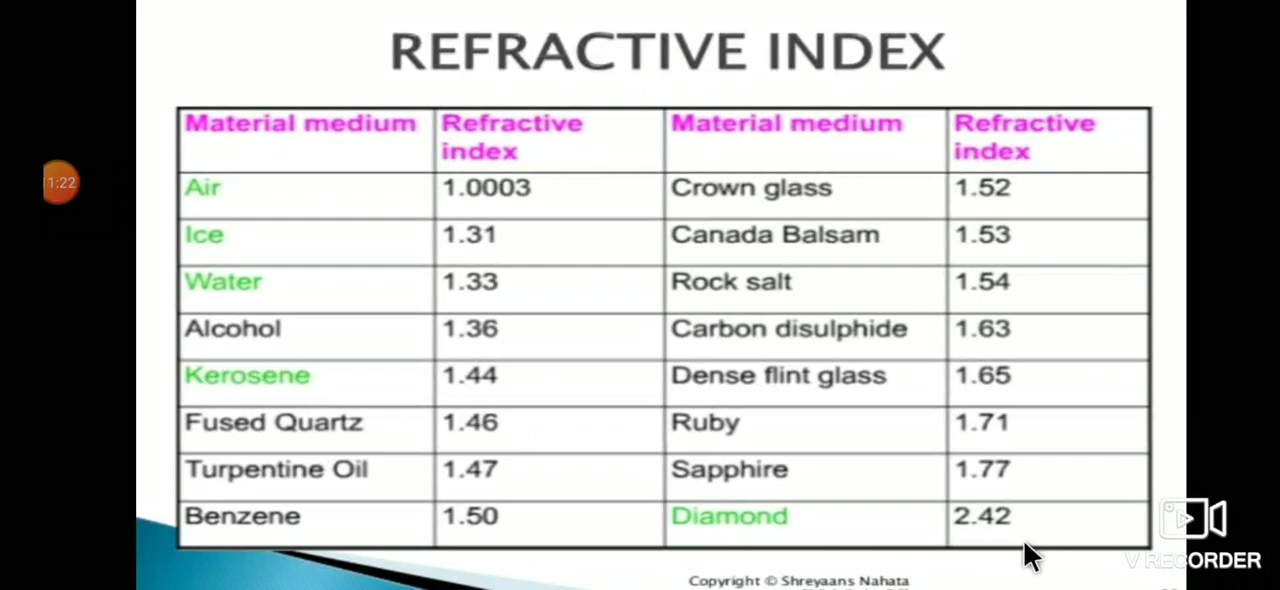 REFRACTIVE INDEX
Material medium Refractive index Material medium Refractive index
Air 1.0003 Crown glass 1.52
Ice 1.31 Canada Balsam 1.53
Water 1.33 Rock salt 1.54
Alcohol 1.36 Carbon disulphide 1.63
Kerosene 1.44 Dense flint glass 1.65
Fused Quartz 1.46 Ruby 1.71
Turpentine Oil 1.47 Sapphire 1.77
Benzene 1.50 Diamond 2.42
1:22
V RECORDER
Copyright © Shreyaans Nahata